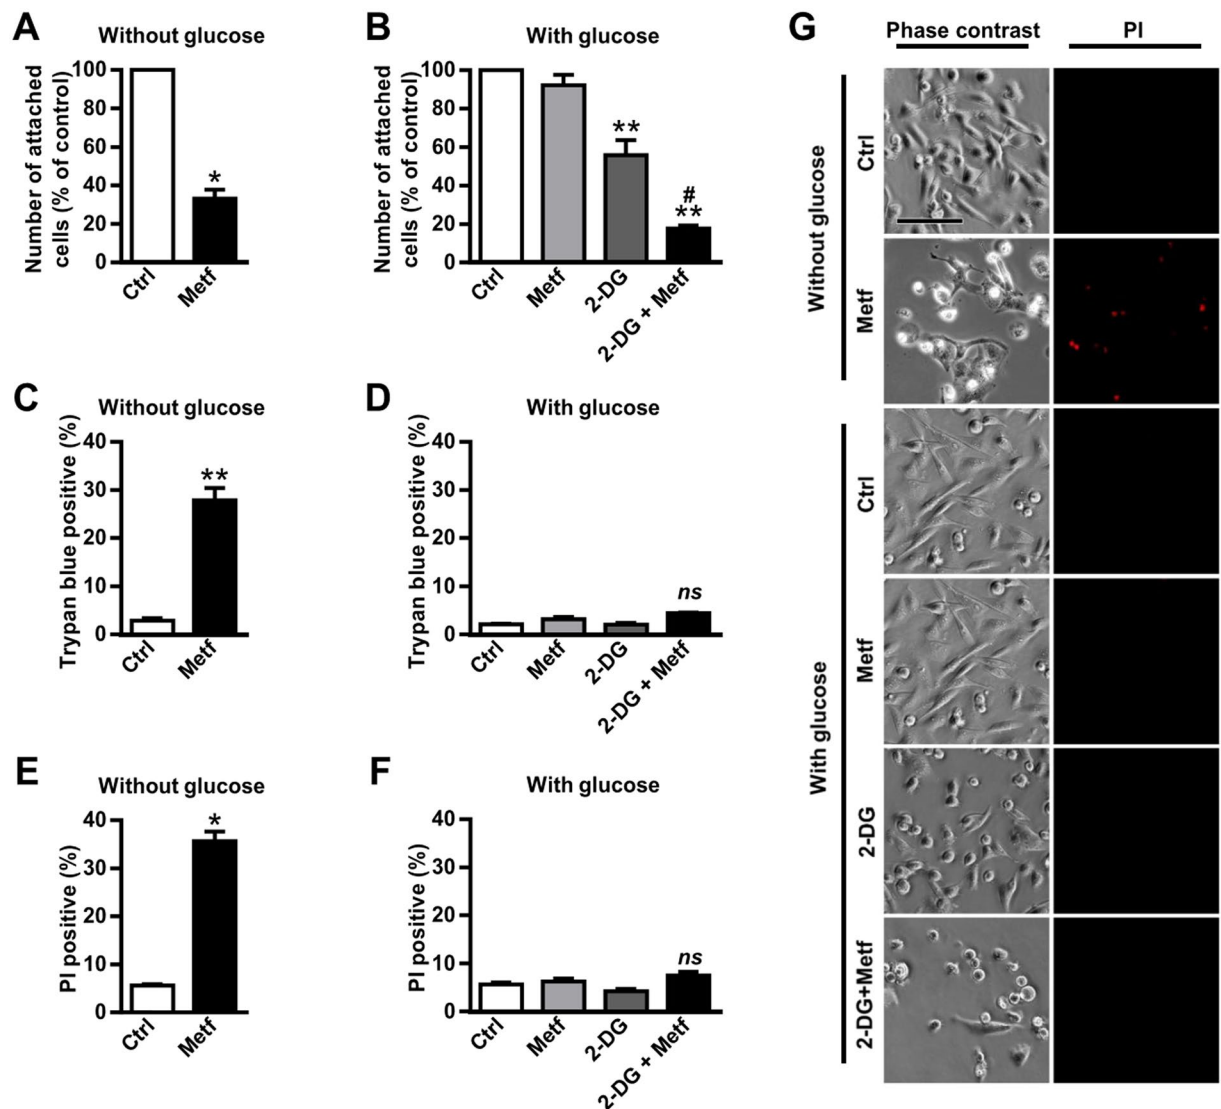 A
Without glucose
Number of attached
cells (% of control)
100
80
60
40
20
0
*
Ctrl
Metf
B
With glucose
Number of attached
cells (% of control)
100
80
60
40
20
0
**
#
**
Ctrl
Metf
2-DG
2-DG + Metf
C
Without glucose
Trypan blue positive (%)
40
30
20
10
0
**
Ctrl
Metf
D
With glucose
Trypan blue positive (%)
40
30
20
10
0
ns
Ctrl
Metf
2-DG
2-DG + Metf
E
Without glucose
PI positive (%)
40
30
20
10
0
*
Ctrl
Metf
F
With glucose
PI positive (%)
40
30
20
10
0
ns
Ctrl
Metf
2-DG
2-DG + Metf
G
Phase contrast
PI
Without glucose
Ctrl
Metf
With glucose
Ctrl
Metf
2-DG
2-DG+Metf